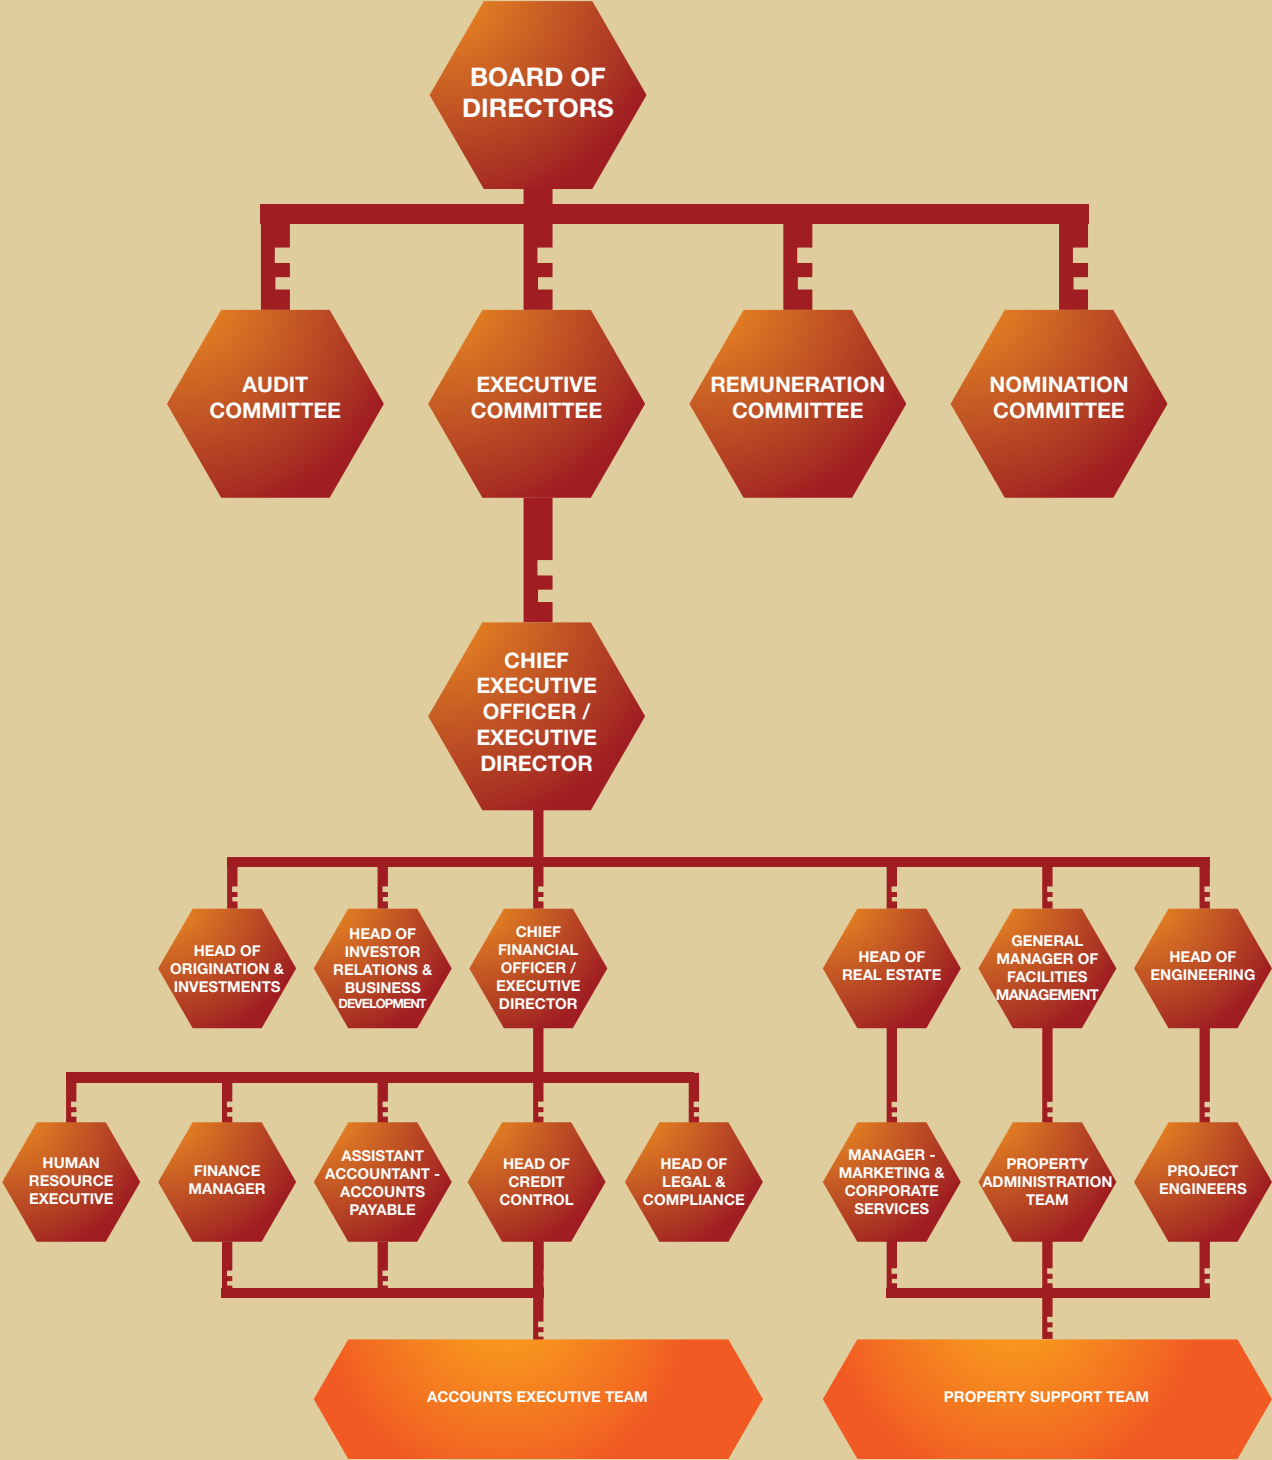 BOARD OF
DIRECTORS
AUDIT
COMMITTEE
EXECUTIVE
COMMITTEE
REMUNERATION
COMMITTEE
NOMINATION
COMMITTEE
CHIEF
EXECUTIVE
OFFICER /
EXECUTIVE
DIRECTOR
HEAD OF
ORIGINATION &
INVESTMENTS
HEAD OF
INVESTOR
RELATIONS &
BUSINESS
DEVELOPMENT
CHIEF
FINANCIAL
OFFICER /
EXECUTIVE
DIRECTOR
HEAD OF
REAL ESTATE
GENERAL
MANAGER OF
FACILITIES
MANAGEMENT
HEAD OF
ENGINEERING
HUMAN
RESOURCE
EXECUTIVE
FINANCE
MANAGER
ASSISTANT
ACCOUNTANT -
ACCOUNTS
PAYABLE
HEAD OF
CREDIT
CONTROL
HEAD OF
LEGAL &
COMPLIANCE
MANAGER -
MARKETING &
CORPORATE
SERVICES
PROPERTY
ADMINISTRATION
TEAM
PROJECT
ENGINEERS
ACCOUNTS EXECUTIVE TEAM
PROPERTY SUPPORT TEAM